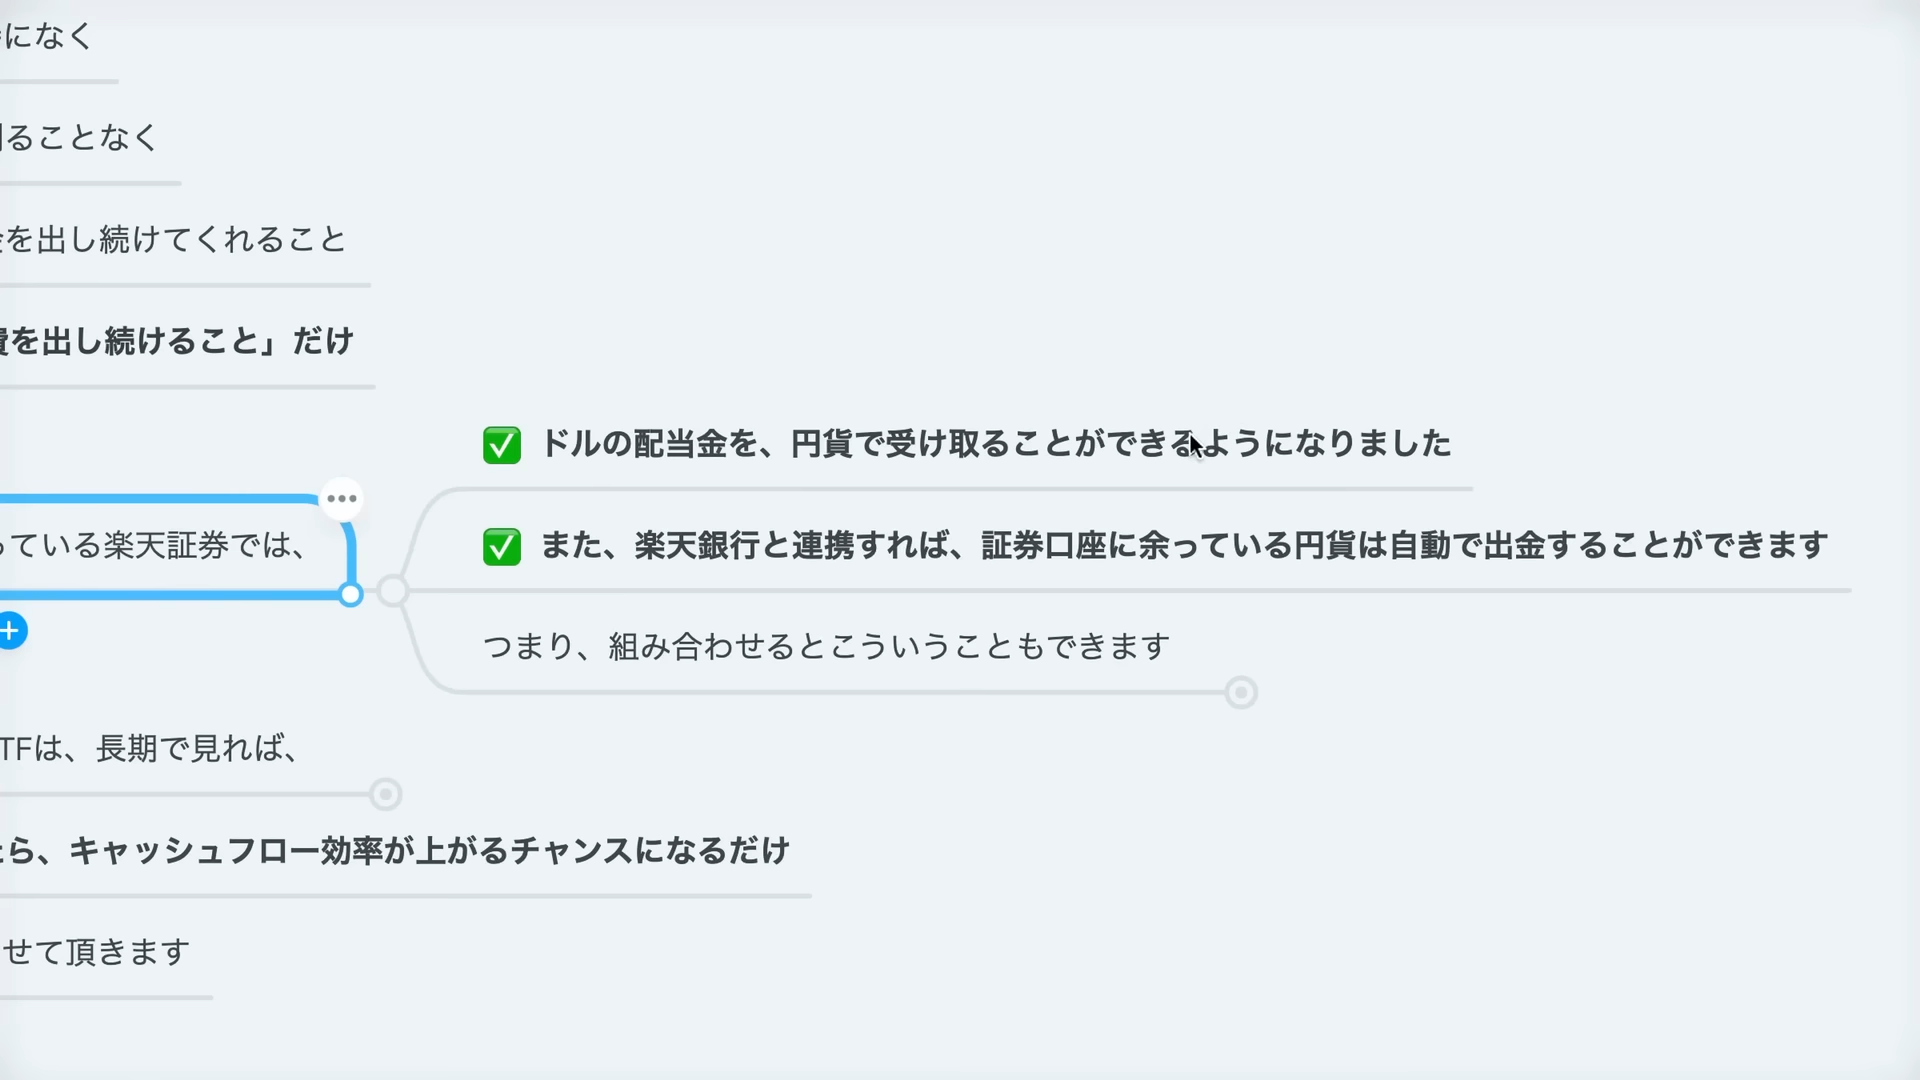 になく
ることなく
を出し続けてくれること
を出し続けること」だけ
✅ ドルの配当金を、円貨で受け取ることができるようになりました
っている楽天証券では、
✅ また、楽天銀行と連携すれば、証券口座に余っている円貨は自動で出金することができます
つまり、組み合わせるとこういうこともできます
TFは、長期で見れば、
ら、キャッシュフロー効率が上がるチャンスになるだけ
せて頂きます